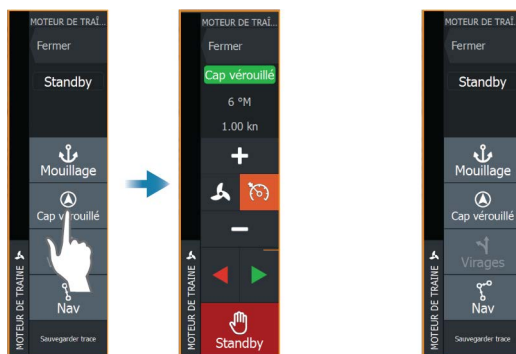 MOTEUR DE TRAÎ...
Fermer
Standby
Mouillage
Cap verouillé
Nav
Sauvegarder trace
MOTEUR DE TRAINE
MOTEUR DE TRAÎ...
Fermer
Cap vérouillé
6 °M
1.00 kn
Standby
MOTEUR DE TRAINE
MOTEUR DE TRAÎ
Fermer
Standby
Mouillage
Cap vérouillé
Virages
Nav
Sauvegarder trace
MOTEUR DE TRAINE